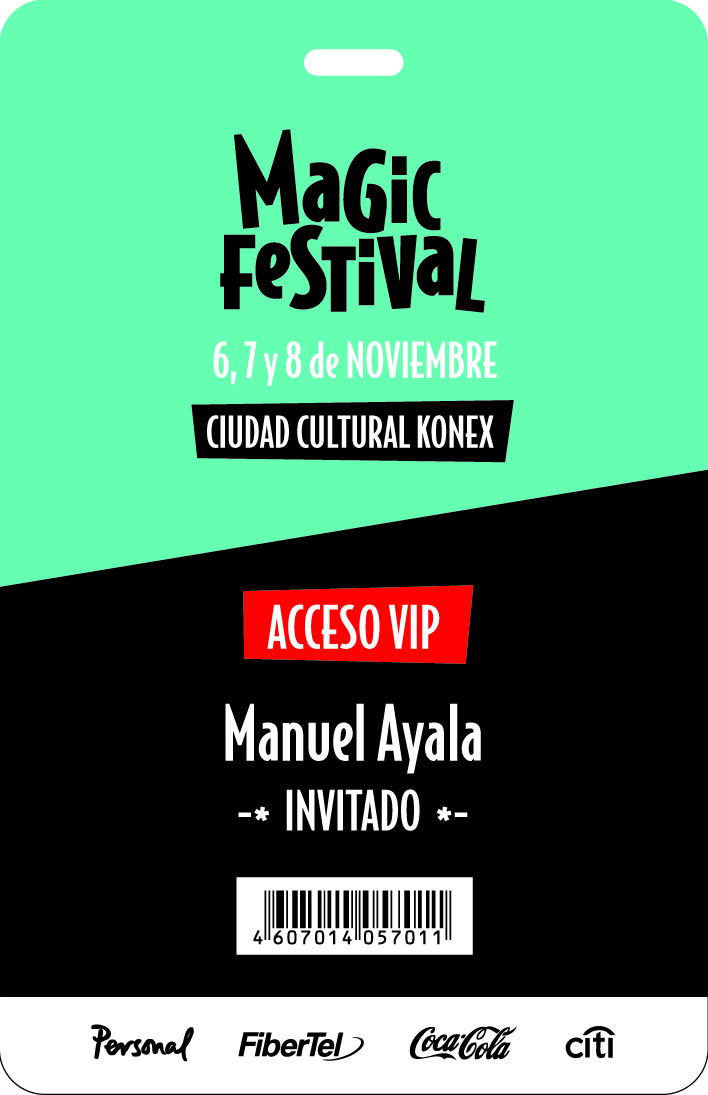 MaGic
FeSTiVaL
6, 7 y 8 de NOVIEMBRE
CIUDAD CULTURAL KONEX
ACCESO VIP
Manuel Ayala
-* INVITADO *-
4 607014 057011
Personal FiberTel Coca-Cola citi